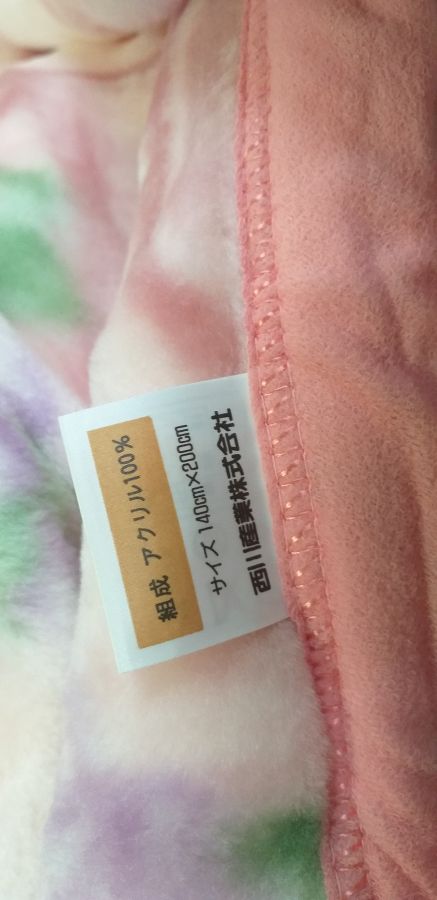 組成 アクリル100%
サイズ 140cm×200cm
西川産業株式会社